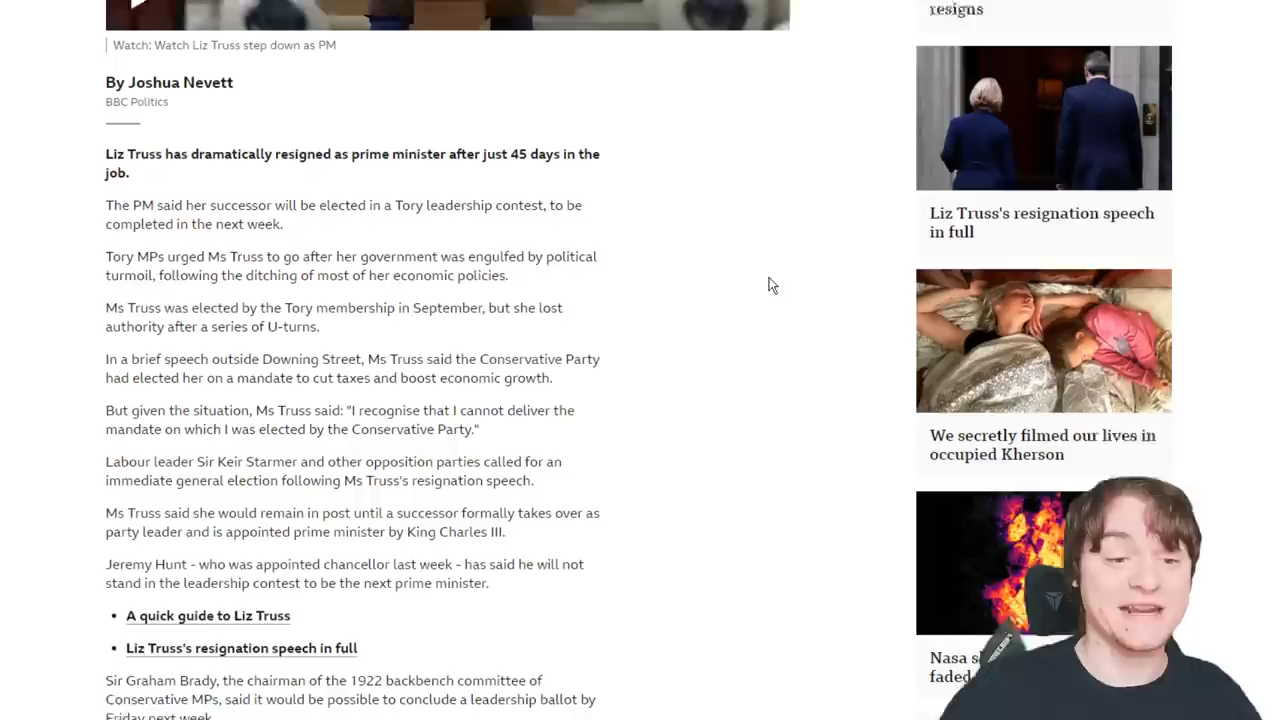 Watch: Watch Liz Truss step down as PM
By Joshua Nevett
BBC Politics
Liz Truss has dramatically resigned as prime minister after just 45 days in the
job.
The PM said her successor will be elected in a Tory leadership contest, to be
completed in the next week.
Tory MPs urged Ms Truss to go after her government was engulfed by political
turmoil, following the ditching of most of her economic policies.
Ms Truss was elected by the Tory membership in September, but she lost
authority after a series of U-turns.
In a brief speech outside Downing Street, Ms Truss said the Conservative Party
had elected her on a mandate to cut taxes and boost economic growth.
But given the situation, Ms Truss said: "I recognise that I cannot deliver the
mandate on which I was elected by the Conservative Party."
Labour leader Sir Keir Starmer and other opposition parties called for an
immediate general election following Ms Truss's resignation speech.
Ms Truss said she would remain in post until a successor formally takes over as
party leader and is appointed prime minister by King Charles III.
Jeremy Hunt - who was appointed chancellor last week - has said he will not
stand in the leadership contest to be the next prime minister.
• A quick guide to Liz Truss
• Liz Truss's resignation speech in full
Sir Graham Brady, the chairman of the 1922 backbench committee of
Conservative MPs, said it would be possible to conclude a leadership ballot by
Friday next week
resigns
Liz Truss's resignation speech
in full
We secretly filmed our lives in
occupied Kherson
Nasa
faded